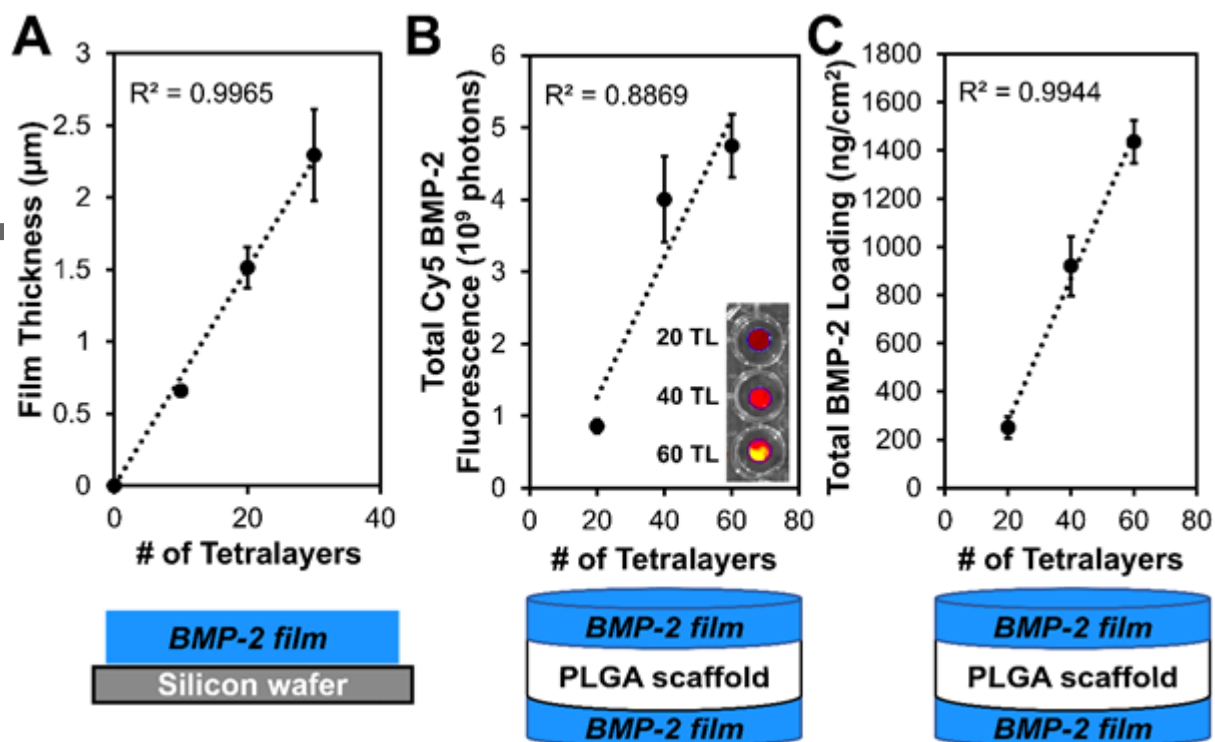 A
Film Thickness (µm)
3
2.5
2
1.5
1
0.5
0
R² = 0.9965
0 20 40
# of Tetralayers
BMP-2 film
Silicon wafer
B
Total Cy5 BMP-2
Fluorescence (10⁹ photons)
6
5
4
3
2
1
0
R² = 0.8869
20 TL
40 TL
60 TL
0 20 40 60 80
# of Tetralayers
BMP-2 film
PLGA scaffold
BMP-2 film
C
Total BMP-2 Loading (ng/cm²)
1800
1600
1400
1200
1000
800
600
400
200
0
R² = 0.9944
0 20 40 60 80
# of Tetralayers
BMP-2 film
PLGA scaffold
BMP-2 film